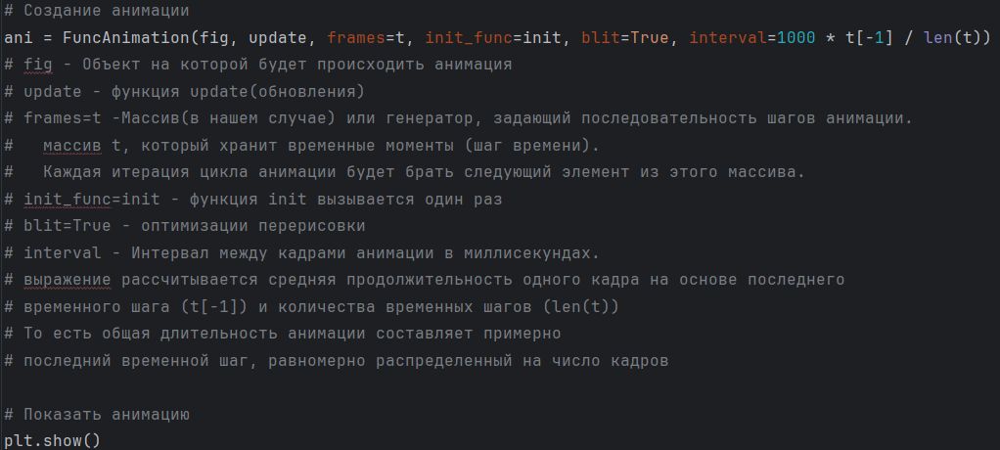 # Создание анимации
ani = FuncAnimation(fig, update, frames=t, init_func=init, blit=True, interval=1000 * t[-1] / len(t))
# fig - Объект на которой будет происходить анимация
# update - функция update(обновления)
# frames=t -Массив(в нашем случае) или генератор, задающий последовательность шагов анимации.
#   массив t, который хранит временные моменты (шаг времени).
#   Каждая итерация цикла анимации будет брать следующий элемент из этого массива.
# init_func=init - функция init вызывается один раз
# blit=True - оптимизации перерисовки
# interval - Интервал между кадрами анимации в миллисекундах.
# выражение рассчитывается средняя продолжительность одного кадра на основе последнего
# временного шага (t[-1]) и количества временных шагов (len(t))
# То есть общая длительность анимации составляет примерно
# последний временной шаг, равномерно распределенный на число кадров
# Показать анимацию
plt.show()